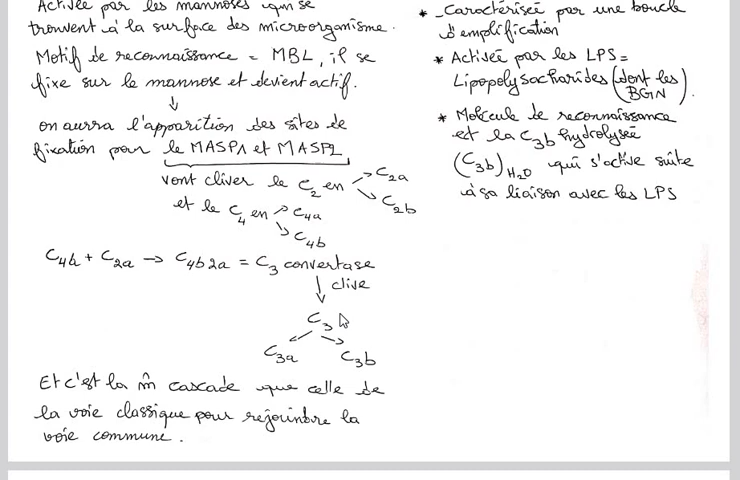 Activée par les mannoses qui se
trouvent à la surface des microorganisme.
Motif de reconnaissance = MBL, il se
fixe sur le mannose et devient actif.
↓
on aura l'apparition des sites de
fixation pour le MASP1 et MASP2
vont cliver le C2 en → C2a
↘ C2b
et le C4 en → C4a
↘ C4b
C4b + C2a → C4b2a = C3 convertase
↓ clive
C3
C3a C3b
Et c'est la m̂ cascade que celle de
la voie classique pour rejoindre la
voie commune.
* Caractérisée par une boucle
d'emplification
* Activée par les LPS =
Lipopolysacharides (dont les
BGN)
* Molécule de reconnaissance
et la C3b hydrolysée
(C3b)H2O qui s'active suite
à sa liaison avec les LPS